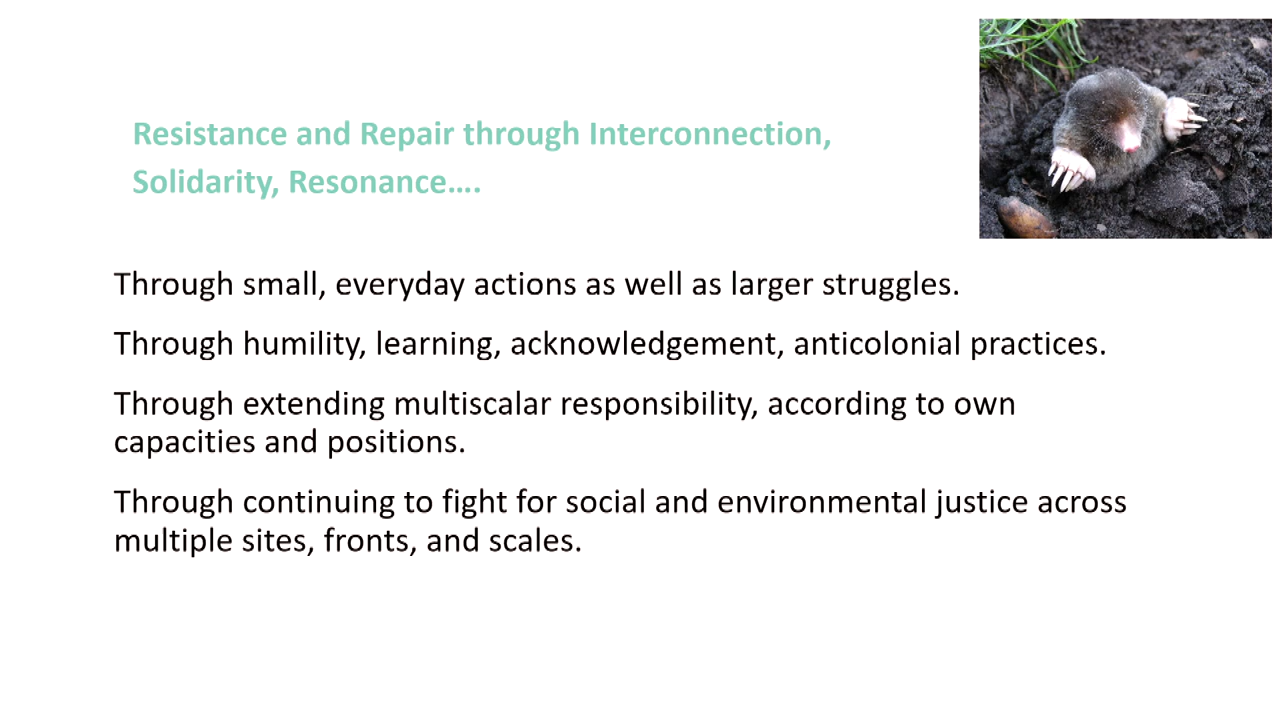 Resistance and Repair through Interconnection,
Solidarity, Resonance….
Through small, everyday actions as well as larger struggles.
Through humility, learning, acknowledgement, anticolonial practices.
Through extending multiscalar responsibility, according to own
capacities and positions.
Through continuing to fight for social and environmental justice across
multiple sites, fronts, and scales.